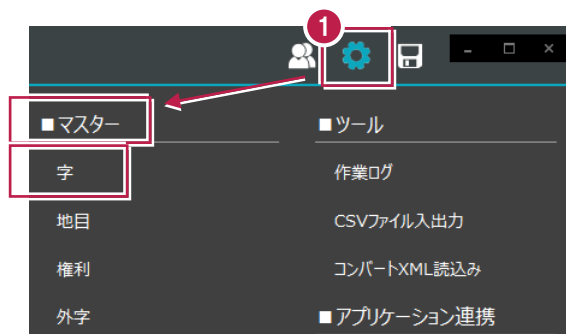 1
■マスター
字
地目
権利
外字
■ツール
作業ログ
CSVファイル入出力
コンバートXML読込み
■アプリケーション連携